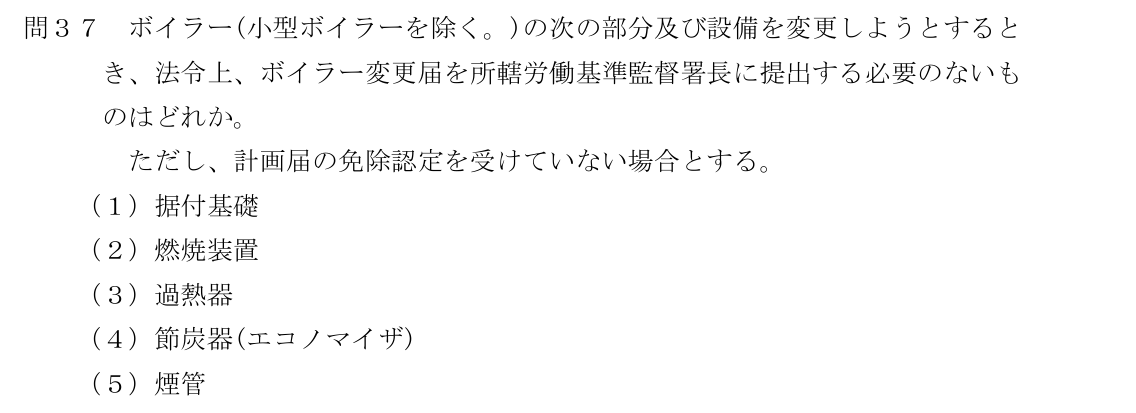 問３７　ボイラー(小型ボイラーを除く。)の次の部分及び設備を変更しようとすると
き、法令上、ボイラー変更届を所轄労働基準監督署長に提出する必要のないも
のはどれか。
ただし、計画届の免除認定を受けていない場合とする。
（１）据付基礎
（２）燃焼装置
（３）過熱器
（４）節炭器(エコノマイザ)
（５）煙管